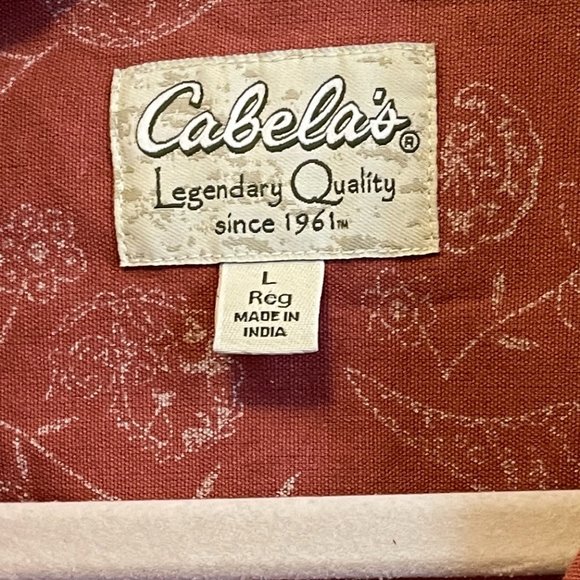 Cabela's®
Legendary Quality
since 1961™
L
Reg
MADE IN
INDIA